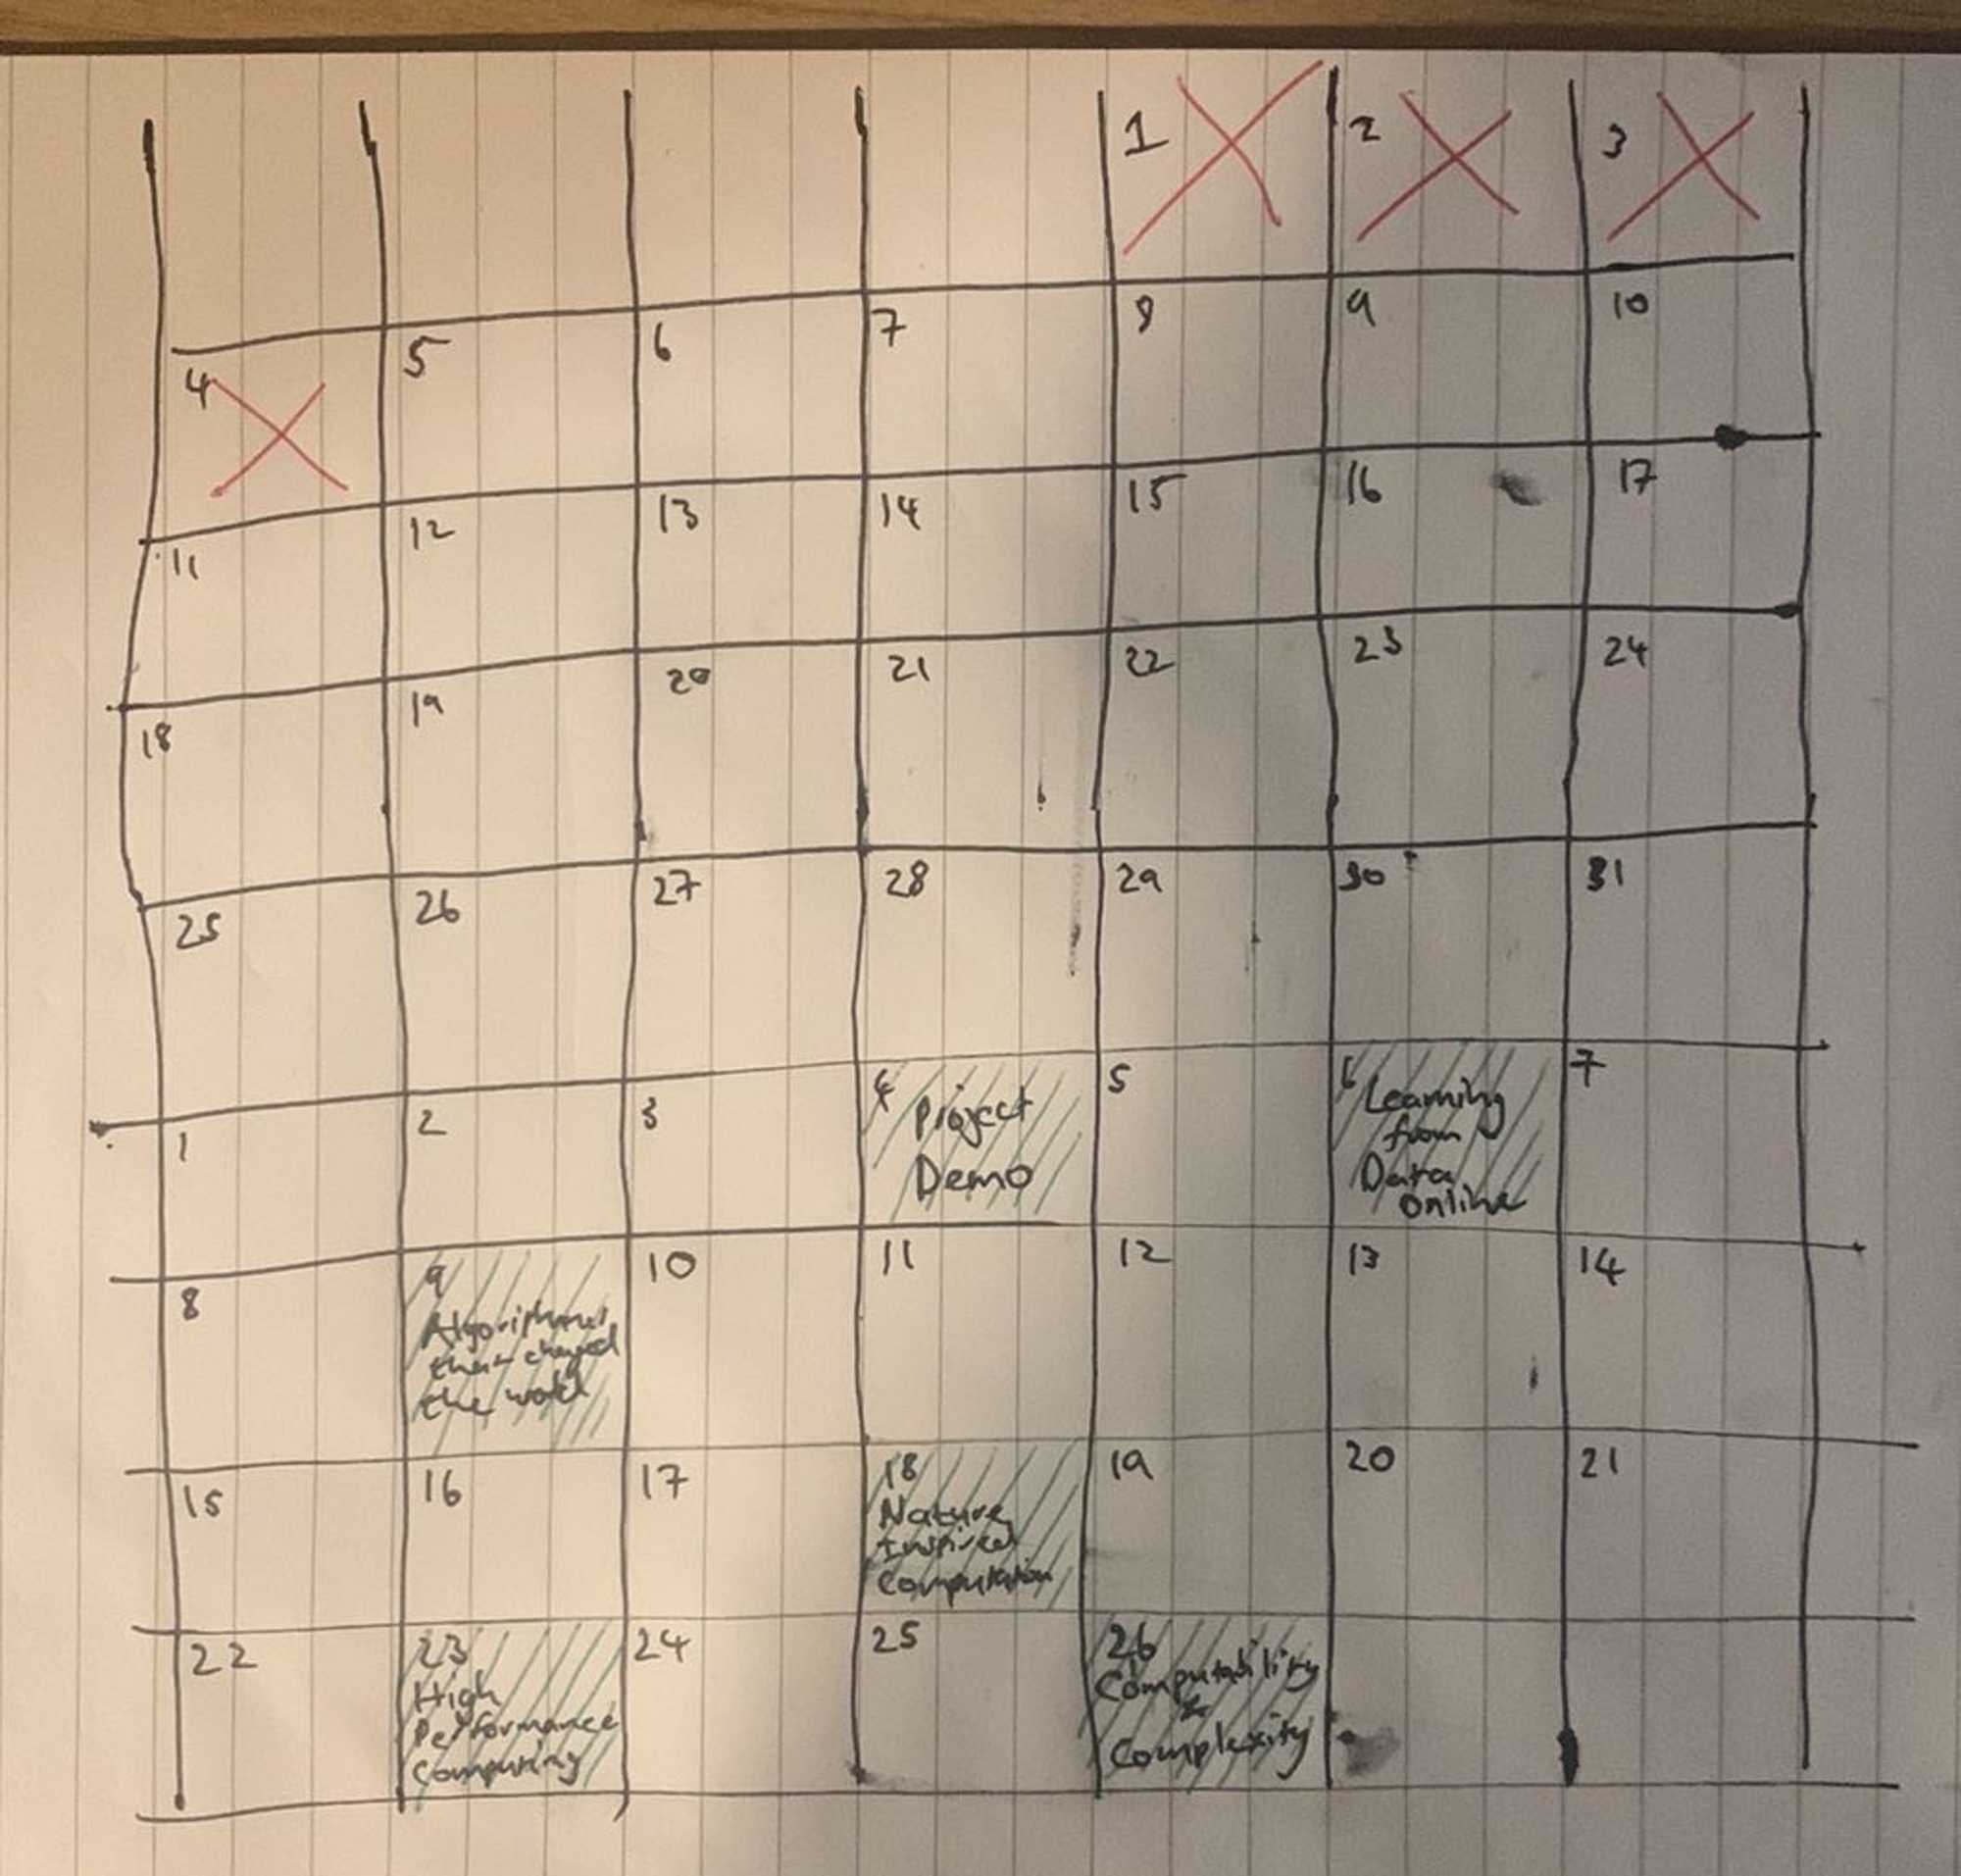 1 2 3
4 5 6 7 8 9 10
11 12 13 14 15 16 17
18 19 20 21 22 23 24
25 26 27 28 29 30 31
1 2 3 4 5 6 7
Project
Demo
Learning
from
Data
Online
8 9 10 11 12 13 14
Algorithms
that changed
the world
15 16 17 18 19 20 21
Nature
Inspired
Computation
22 23 24 25 26
High
Performance
Computing
Computability
&
Complexity